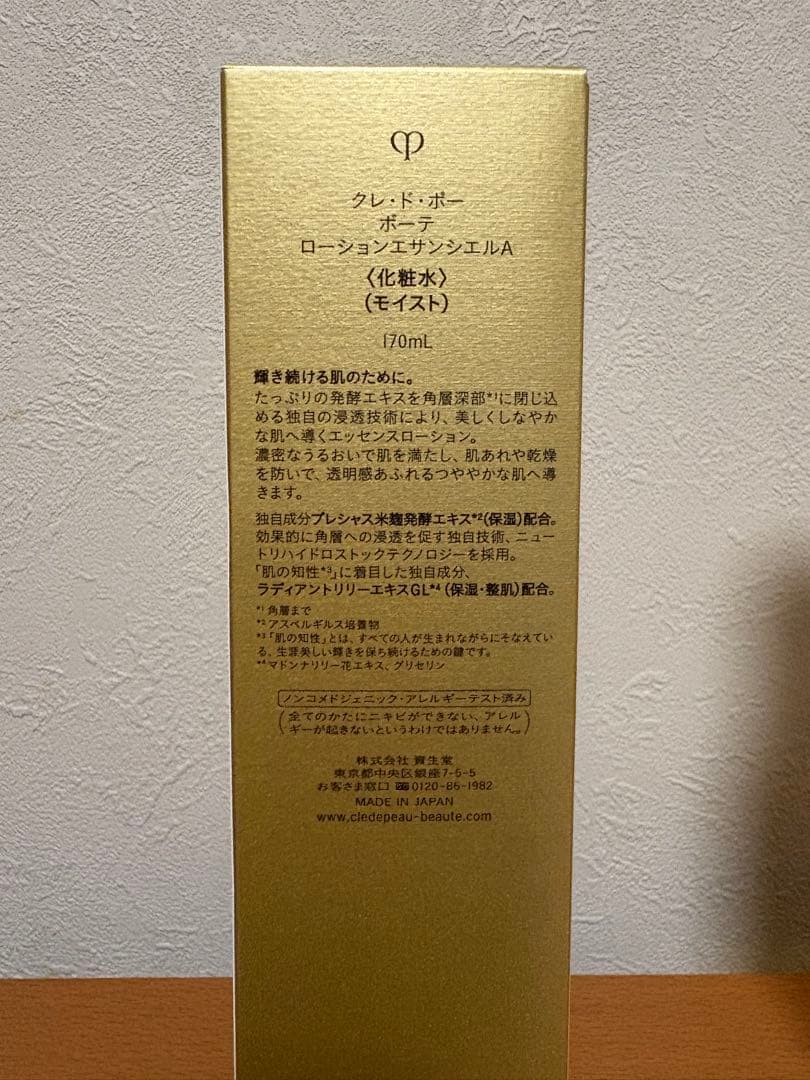 クレ・ド・ポー
ボーテ
ローションエサンシエルA
〈化粧水〉
(モイスト)
170mL
輝き続ける肌のために。
たっぷりの発酵エキスを角層深部*¹に閉じ込
める独自の浸透技術により、美しくしなやか
な肌へ導くエッセンスローション。
濃密なうるおいで肌を満たし、肌あれや乾燥
を防いで、透明感あふれるつややかな肌へ導
きます。
独自成分プレシャス米麹発酵エキス*²(保湿)配合。
効果的に角層への浸透を促す独自技術、ニュー
トリハイドロストックテクノロジーを採用。
「肌の知性*³」に着目した独自成分、
ラディアントリリーエキスGL*⁴(保湿・整肌)配合。
*¹ 角層まで
*² アスペルギルス培養物
*³「肌の知性」とは、すべての人が生まれながらにそなえてい
る、生涯美しい輝きを保ち続けるための鍵です。
*⁴ マドンナリリー花エキス、グリセリン
ノンコメドジェニック・アレルギーテスト済み
(全てのかたにニキビができない、アレル
ギーが起きないというわけではありません。)
株式会社 資生堂
東京都中央区銀座7-5-5
お客さま窓口 0120-86-1982
MADE IN JAPAN
www.cledepeau-beaute.com